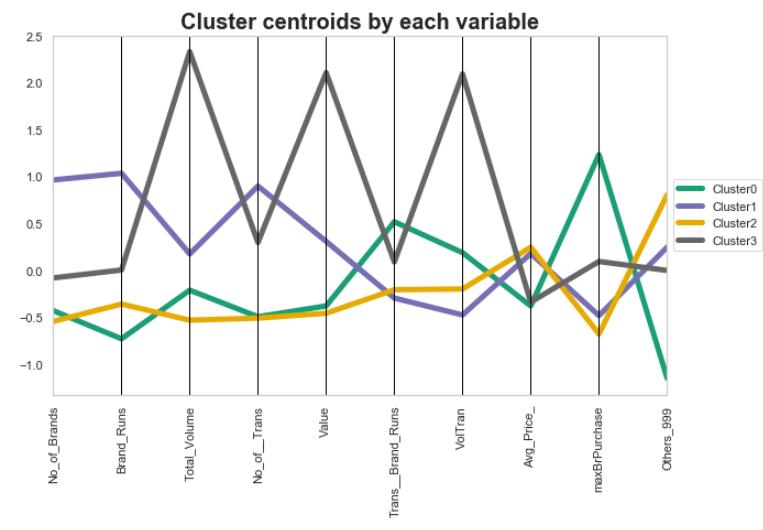 Cluster centroids by each variable
2.5
2.0
1.5
1.0
0.5
0.0
−0.5
−1.0
No_of_Brands
Brand_Runs
Total_Volume
No_of__Trans
Value
Trans__Brand_Runs
VolTran
Avg_Price_
maxBrPurchase
Others_999
Cluster0
Cluster1
Cluster2
Cluster3